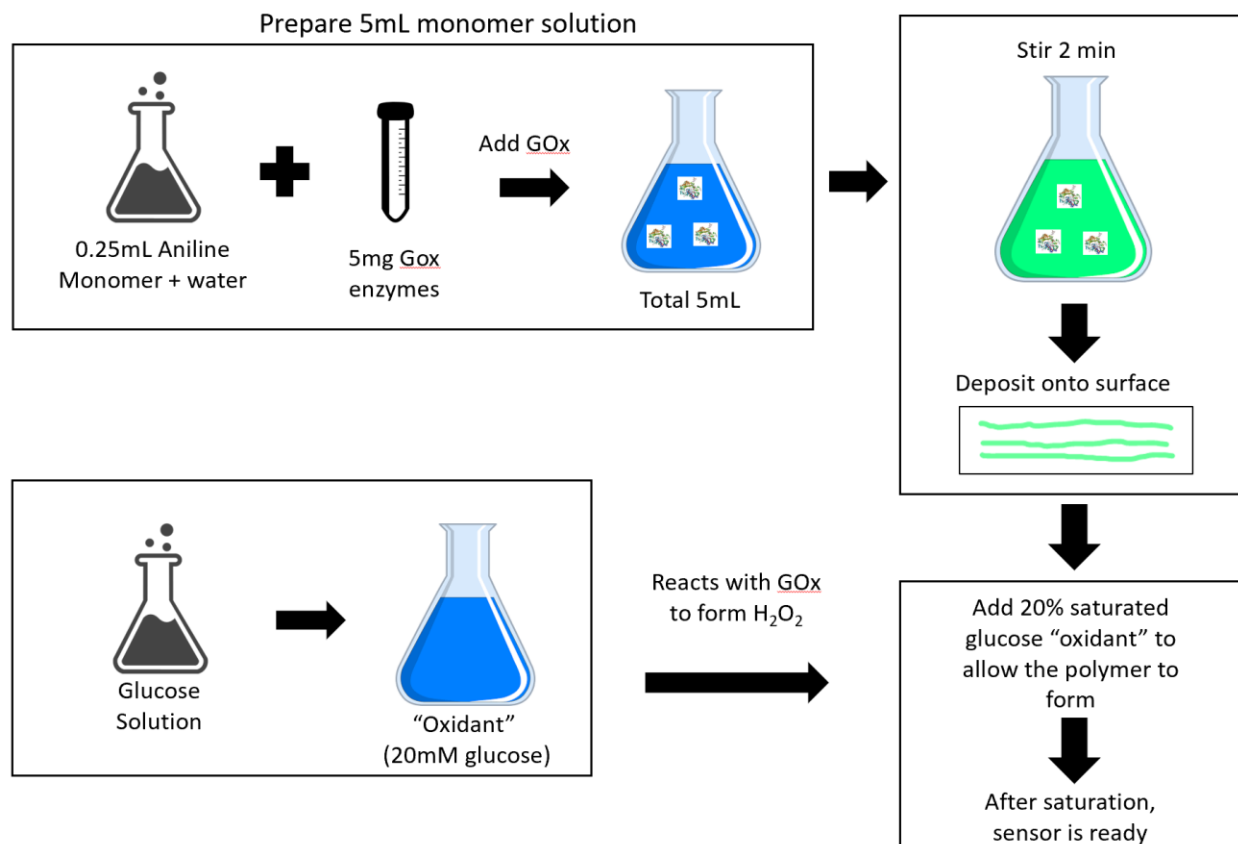 Prepare 5mL monomer solution
0.25mL Aniline
Monomer + water
5mg Gox
enzymes
Add GOx
Total 5mL
Stir 2 min
Deposit onto surface
Glucose
Solution
“Oxidant”
(20mM glucose)
Reacts with GOx
to form H₂O₂
Add 20% saturated
glucose “oxidant” to
allow the polymer to
form
After saturation,
sensor is ready